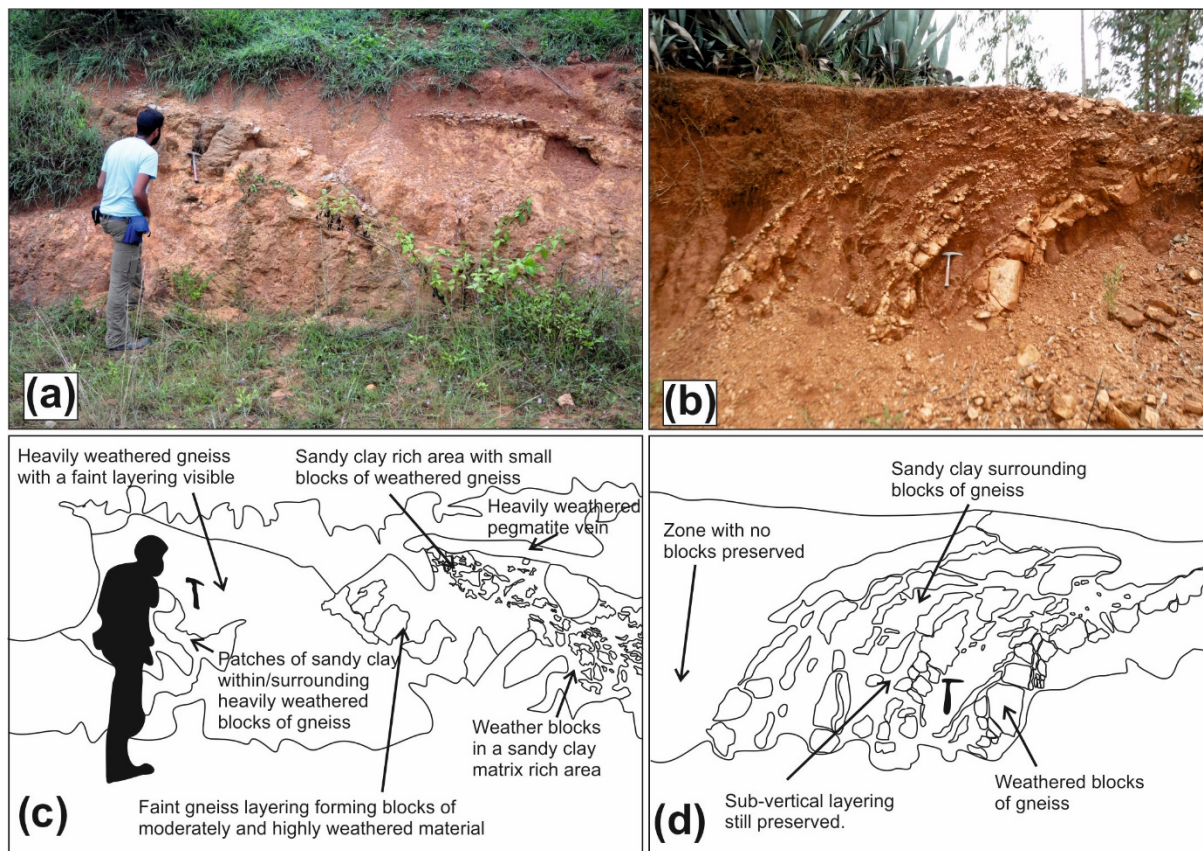 (a)
(b)
Heavily weathered gneiss
with a faint layering visible
Sandy clay rich area with small
blocks of weathered gneiss
Heavily weathered
pegmatite vein
Patches of sandy clay
within/surrounding
heavily weathered
blocks of gneiss
Weather blocks
in a sandy clay
matrix rich area
Faint gneiss layering forming blocks of
moderately and highly weathered material
(c)
Sandy clay surrounding
blocks of gneiss
Zone with no
blocks preserved
Sub-vertical layering
still preserved.
Weathered blocks
of gneiss
(d)